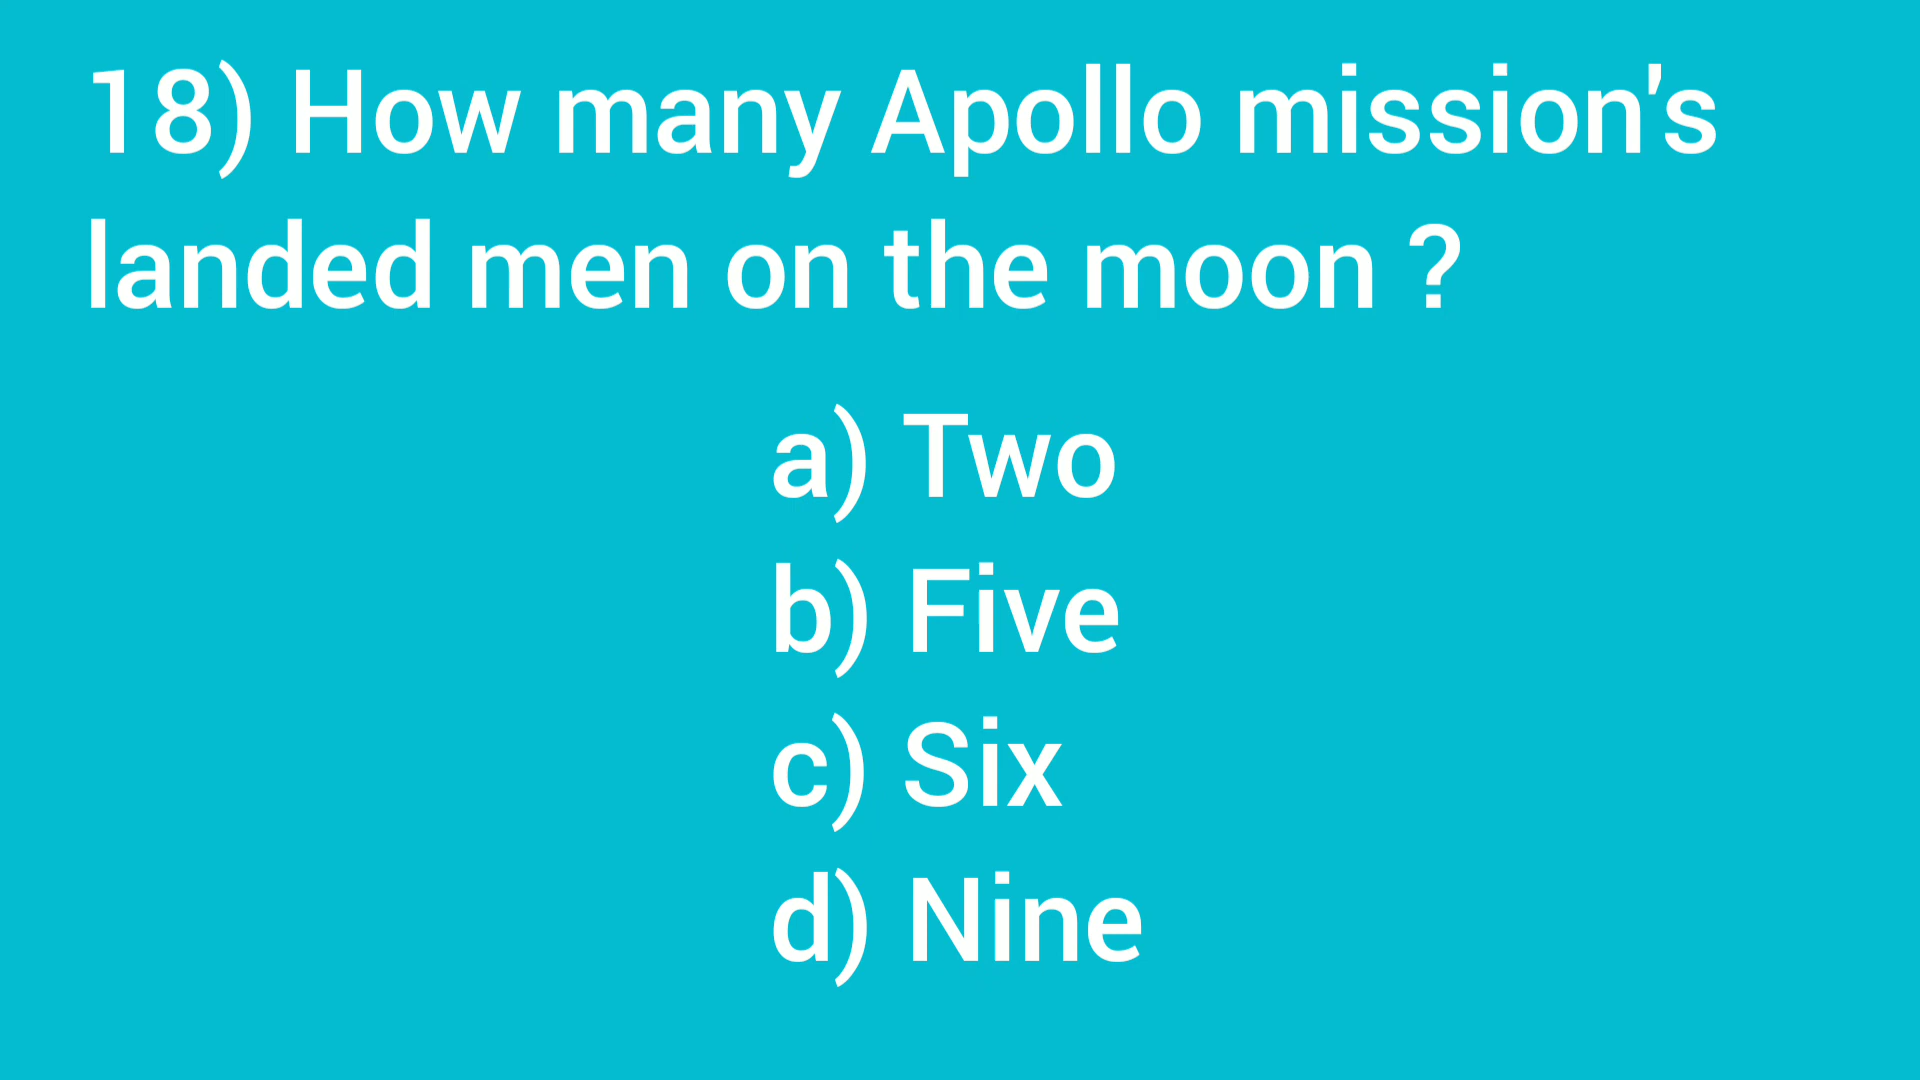 18) How many Apollo mission's
landed men on the moon ?
a) Two
b) Five
c) Six
d) Nine